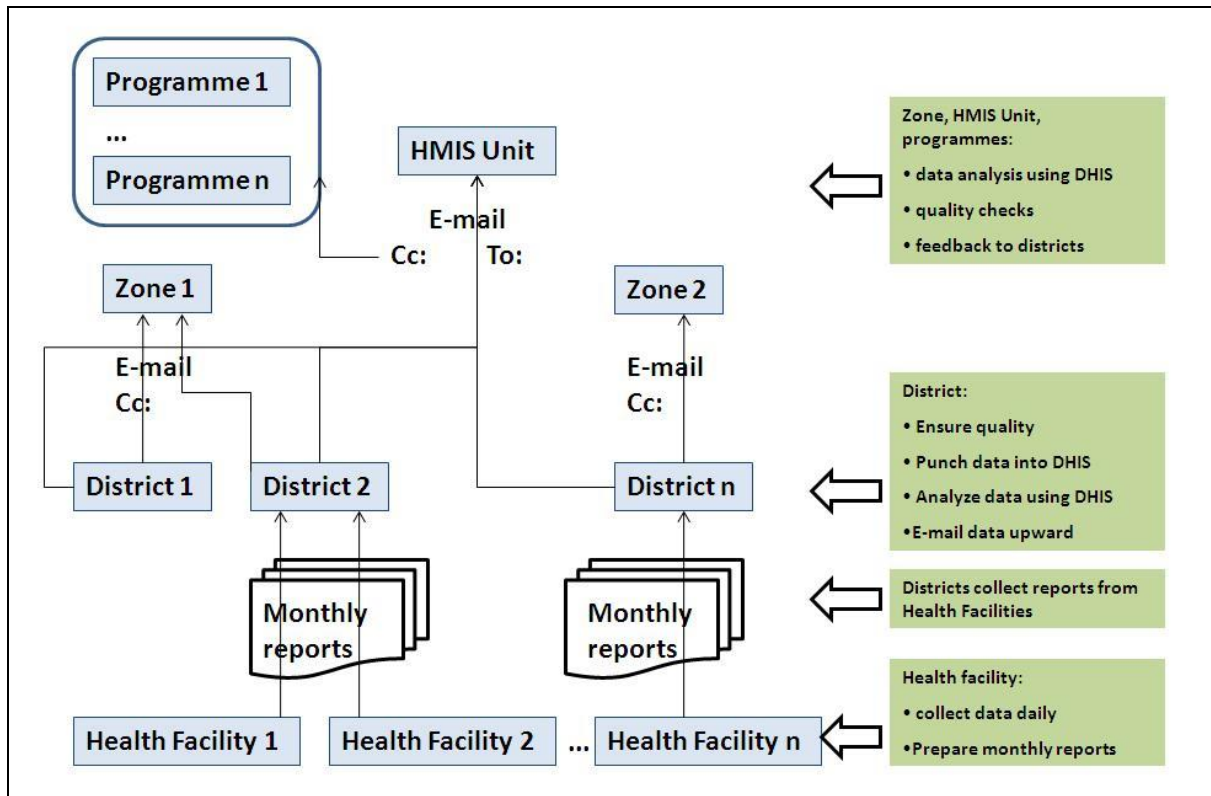 Programme 1
...
Programme n
HMIS Unit
E-mail
Cc: To:
Zone 1
Zone 2
E-mail
Cc:
E-mail
Cc:
District 1
District 2
District n
Monthly
reports
Monthly
reports
Health Facility 1
Health Facility 2
...
Health Facility n
Zone, HMIS Unit,
programmes:
• data analysis using DHIS
• quality checks
• feedback to districts
District:
• Ensure quality
• Punch data into DHIS
• Analyze data using DHIS
•E-mail data upward
Districts collect reports from
Health Facilities
Health facility:
• collect data daily
•Prepare monthly reports